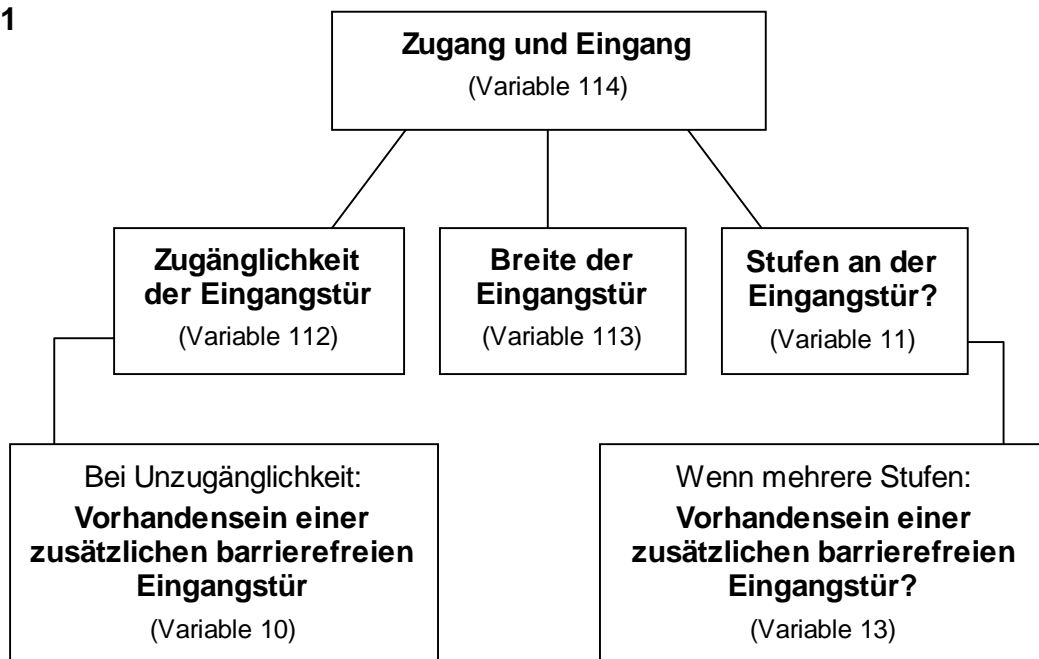 1
Zugang und Eingang
(Variable 114)
Zugänglichkeit
der Eingangstür
(Variable 112)
Breite der
Eingangstür
(Variable 113)
Stufen an der
Eingangstür?
(Variable 11)
Bei Unzugänglichkeit:
Vorhandensein einer
zusätzlichen barrierefreien
Eingangstür
(Variable 10)
Wenn mehrere Stufen:
Vorhandensein einer
zusätzlichen barrierefreien
Eingangstür?
(Variable 13)